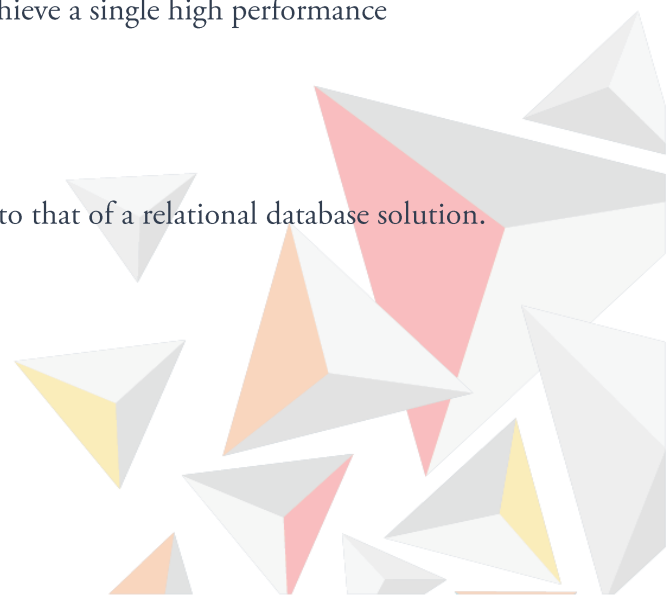 hieve a single high performance
to that of a relational database solution.